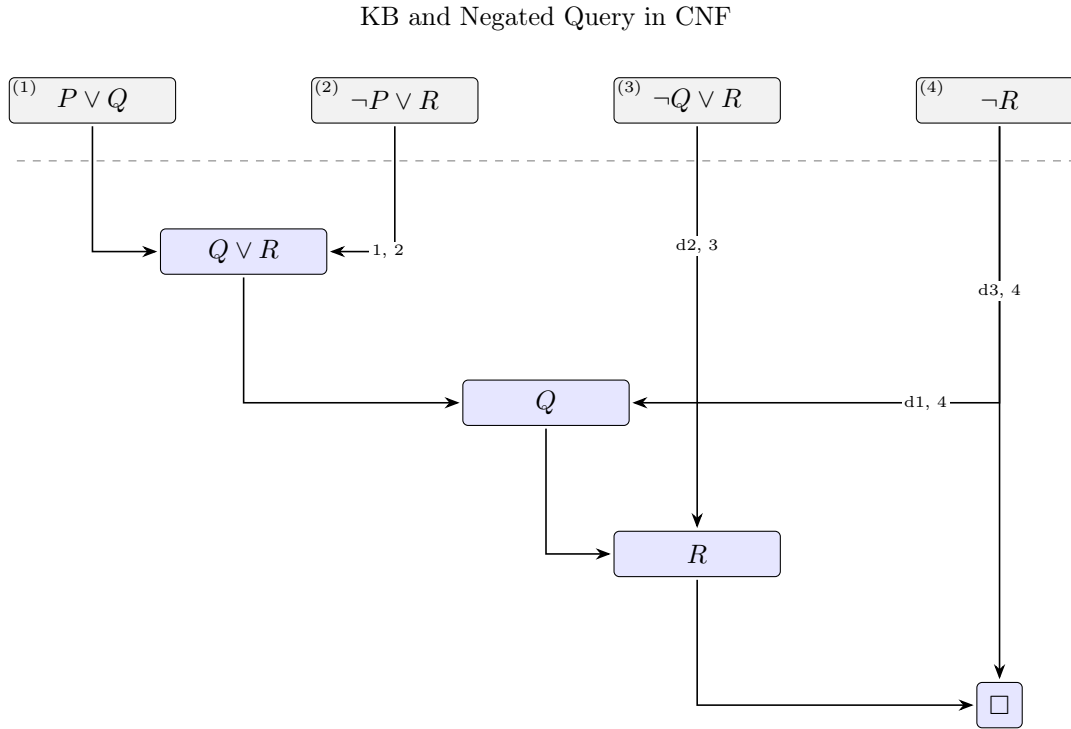 KB and Negated Query in CNF
(1) P ∨ Q
(2) ¬P ∨ R
(3) ¬Q ∨ R
(4) ¬R
Q ∨ R
1, 2
d2, 3
d3, 4
Q
d1, 4
R
□